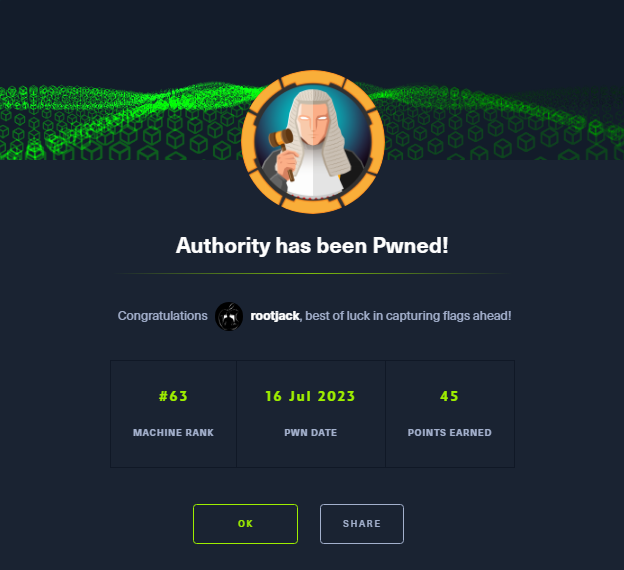 Authority has been Pwned!
Congratulations rootjack, best of luck in capturing flags ahead!
#63 16 Jul 2023 45
MACHINE RANK PWN DATE POINTS EARNED
OK SHARE